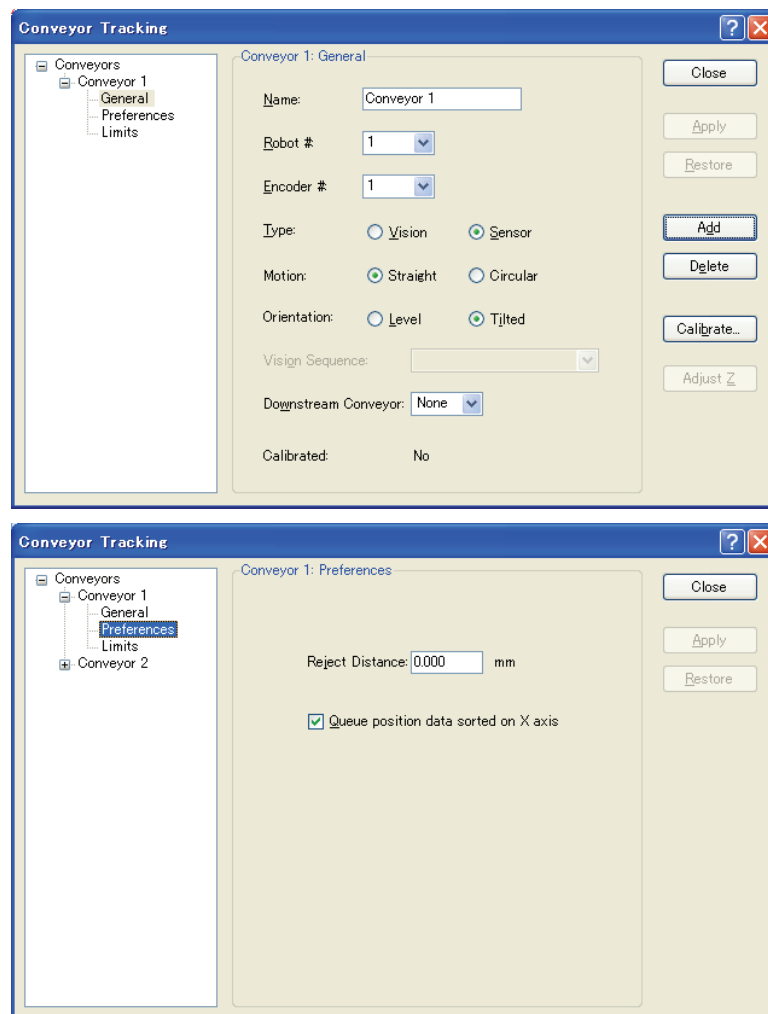 Conveyor Tracking
Conveyors
Conveyor 1
General
Preferences
Limits
Conveyor 1: General
Name: Conveyor 1
Robot # 1
Encoder # 1
Type: Vision Sensor
Motion: Straight Circular
Orientation: Level Tilted
Vision Sequence:
Downstream Conveyor: None
Calibrated: No
Close
Apply
Restore
Add
Delete
Calibrate...
Adjust Z
Conveyor Tracking
Conveyors
Conveyor 1
General
Preferences
Limits
Conveyor 2
Conveyor 1: Preferences
Reject Distance: 0.000 mm
Queue position data sorted on X axis
Close
Apply
Restore